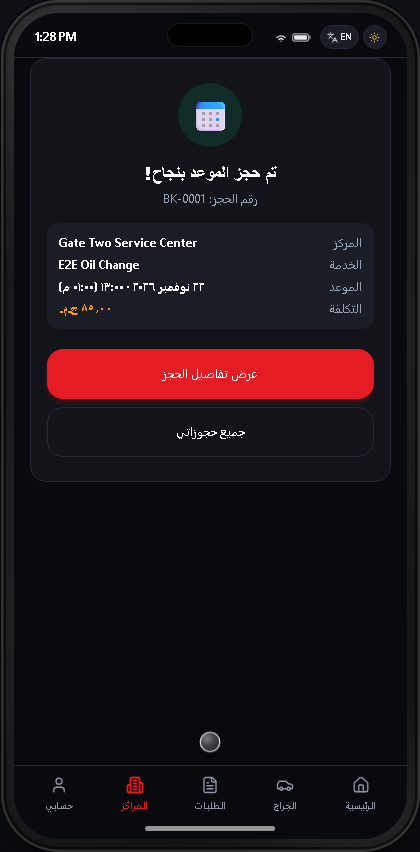 1:28 PM
EN
تم حجز الموعد بنجاح!
رقم الحجز: BK-0001
المركز Gate Two Service Center
الخدمة E2E Oil Change
الموعد ٢٢ نوفمبر ٢٠٢٦ - ١٣:٠٠ (٠١:٠٠ م)
التكلفة ٨٥٫٠٠ ج.م.
عرض تفاصيل الحجز
جميع حجوزاتي
الرئيسية الجراج الطلبات المراكز حسابي